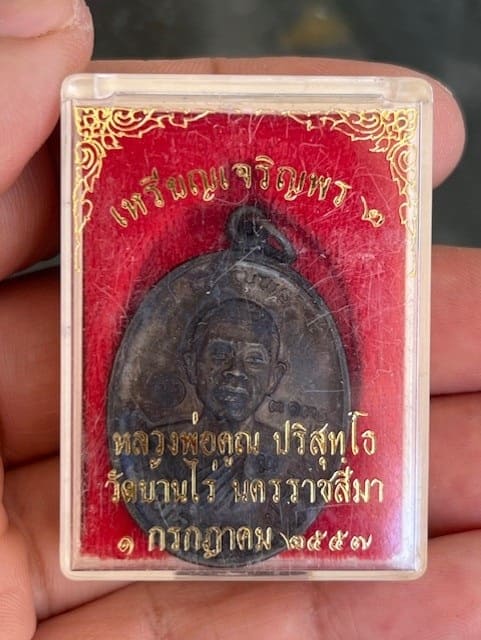 เหรียญเจริญพร ๒
หลวงพ่อคูณ ปริสุทฺโธ
วัดบ้านไร่ นครราชสีมา
๑ กรกฎาคม ๒๕๕๗